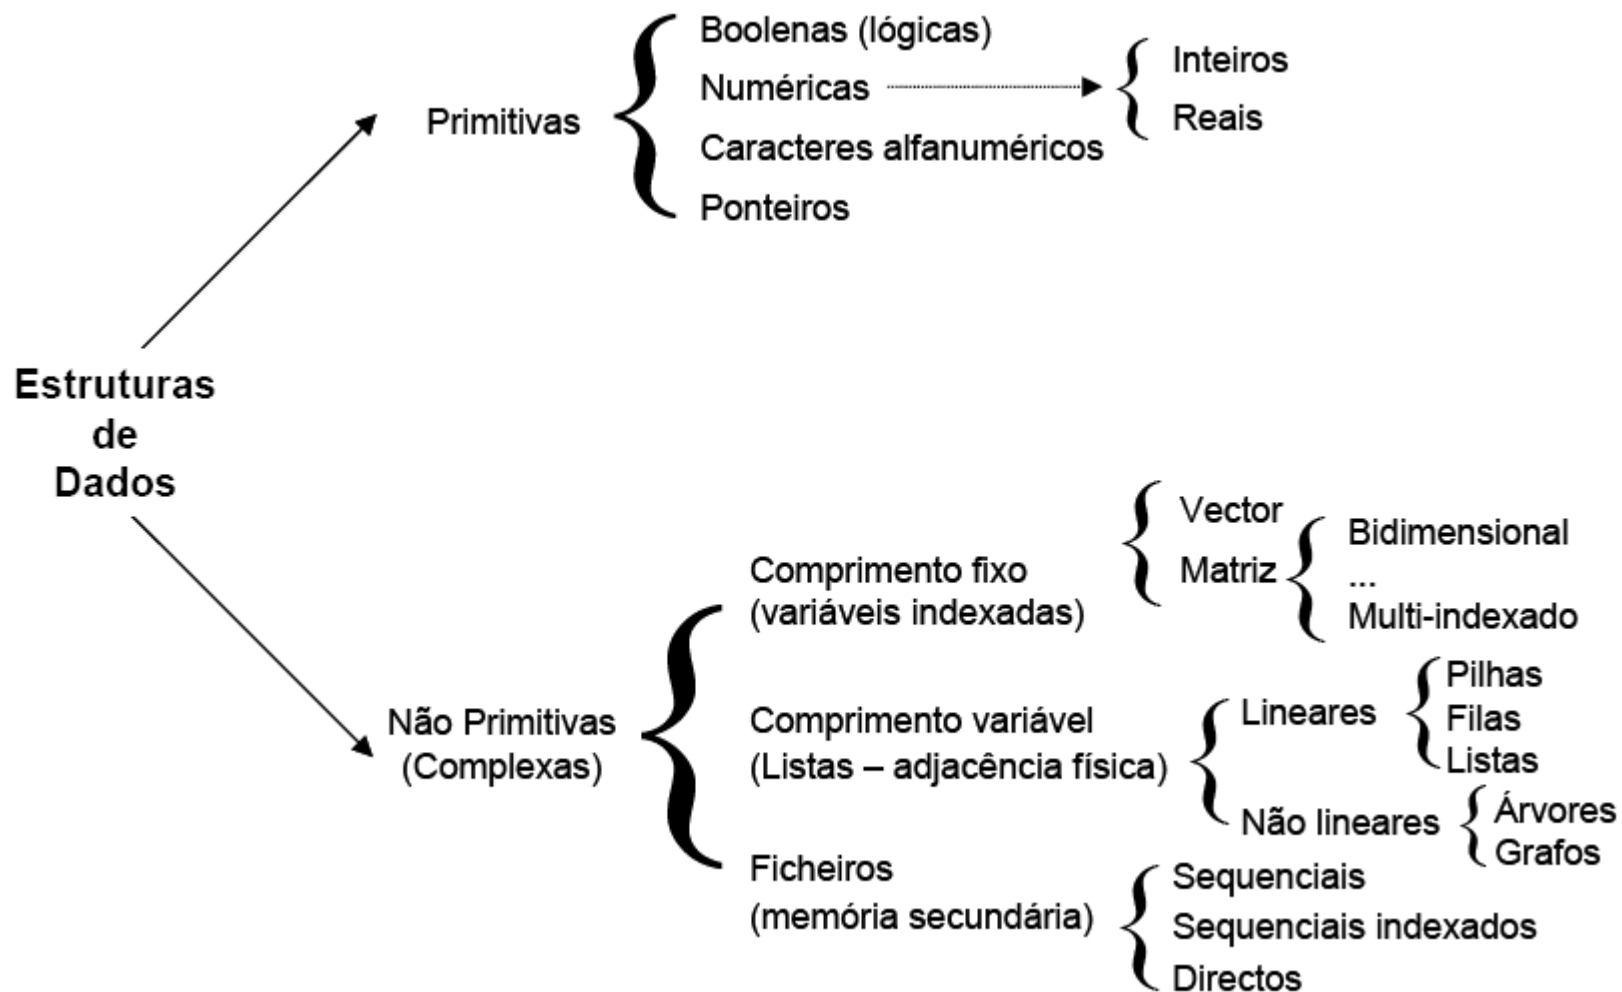 Estruturas
de
Dados
Primitivas
Boolenas (lógicas)
Numéricas
Inteiros
Reais
Caracteres alfanuméricos
Ponteiros
Não Primitivas
(Complexas)
Comprimento fixo
(variáveis indexadas)
Vector
Matriz
Bidimensional
...
Multi-indexado
Comprimento variável
(Listas – adjacência física)
Lineares
Pilhas
Filas
Listas
Não lineares
Árvores
Grafos
Ficheiros
(memória secundária)
Sequenciais
Sequenciais indexados
Directos